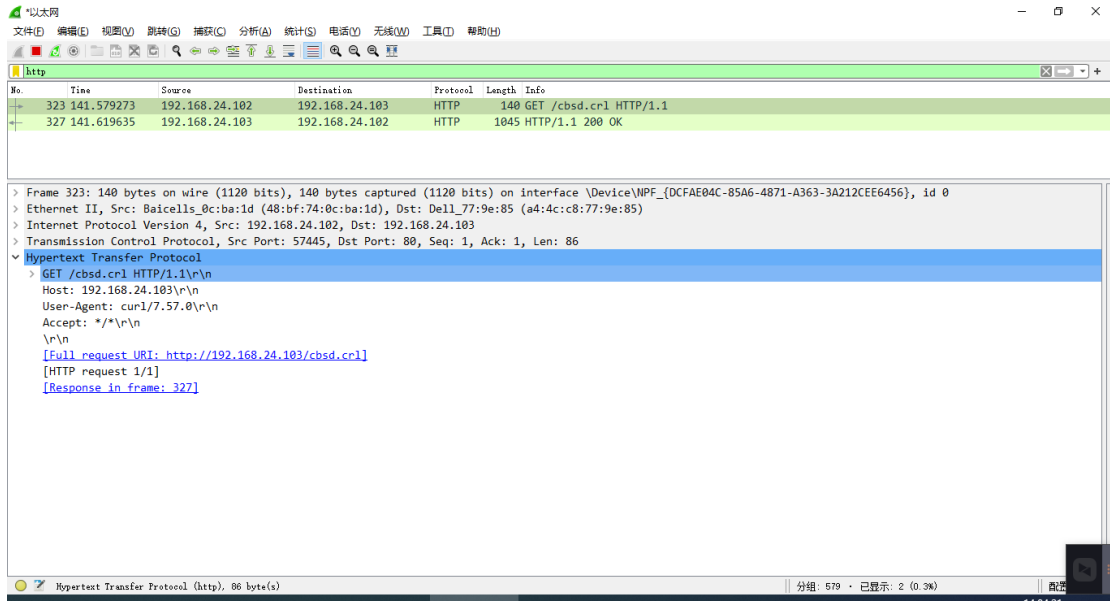 *以太网
文件(F) 编辑(E) 视图(V) 跳转(G) 捕获(C) 分析(A) 统计(S) 电话(Y) 无线(W) 工具(T) 帮助(H)
http
No. Time Source Destination Protocol Length Info
323 141.579273 192.168.24.102 192.168.24.103 HTTP 140 GET /cbsd.crl HTTP/1.1
327 141.619635 192.168.24.103 192.168.24.102 HTTP 1045 HTTP/1.1 200 OK
Frame 323: 140 bytes on wire (1120 bits), 140 bytes captured (1120 bits) on interface \Device\NPF_{DCFAE04C-85A6-4871-A363-3A212CEE6456}, id 0
Ethernet II, Src: Baicells_0c:ba:1d (48:bf:74:0c:ba:1d), Dst: Dell_77:9e:85 (a4:4c:c8:77:9e:85)
Internet Protocol Version 4, Src: 192.168.24.102, Dst: 192.168.24.103
Transmission Control Protocol, Src Port: 57445, Dst Port: 80, Seq: 1, Ack: 1, Len: 86
Hypertext Transfer Protocol
GET /cbsd.crl HTTP/1.1\r\n
Host: 192.168.24.103\r\n
User-Agent: curl/7.57.0\r\n
Accept: */*\r\n
\r\n
[Full request URI: http://192.168.24.103/cbsd.crl]
[HTTP request 1/1]
[Response in frame: 327]
Hypertext Transfer Protocol (http), 86 byte(s) 分组: 579 · 已显示: 2 (0.3%) 配置